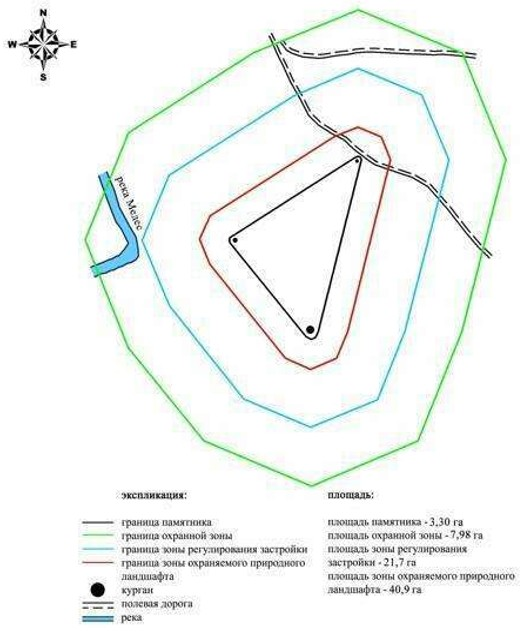 N
W E
S
река Мелес
экспликация:
граница памятника
граница охранной зоны
граница зоны регулирования застройки
граница зоны охраняемого природного
ландшафта
курган
полевая дорога
река
площадь:
площадь памятника - 3,30 га
площадь охранной зоны - 7,98 га
площадь зоны регулирования
застройки - 21,7 га
площадь зоны охраняемого природного
ландшафта - 40,9 га